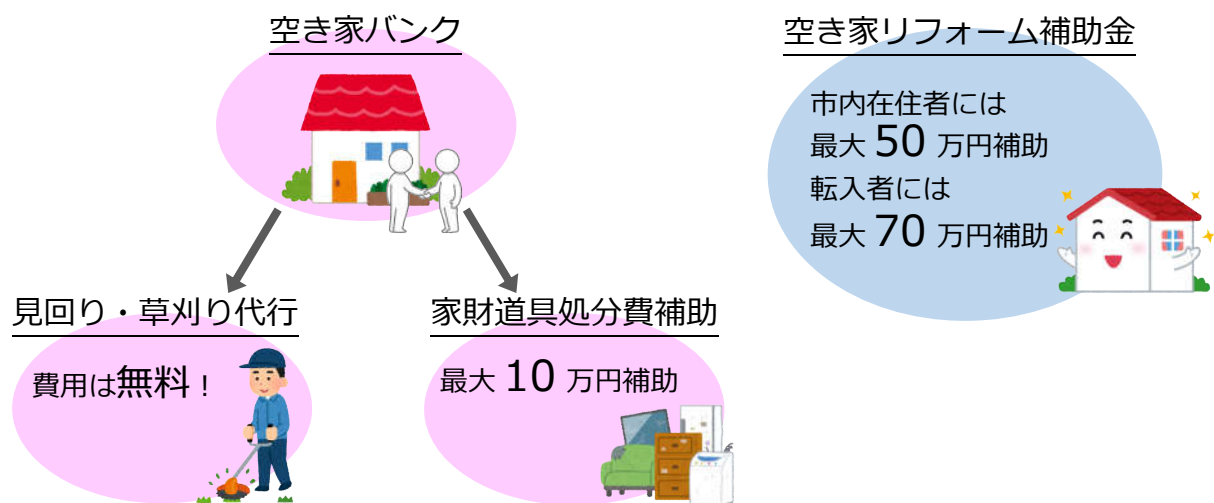 空き家バンク
見回り・草刈り代行
費用は無料！
家財道具処分費補助
最大 10 万円補助
空き家リフォーム補助金
市内在住者には
最大 50 万円補助
転入者には
最大 70 万円補助